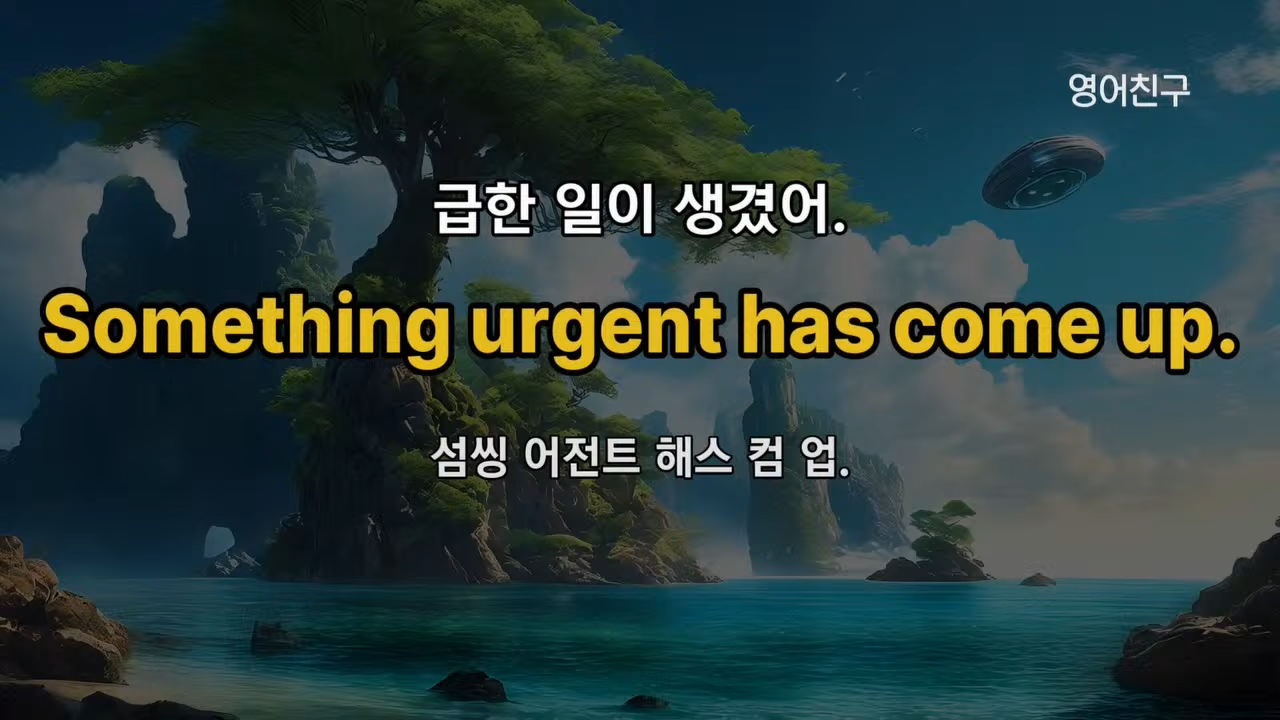 영어친구
급한 일이 생겼어.
Something urgent has come up.
섬씽 어전트 해스 컴 업.